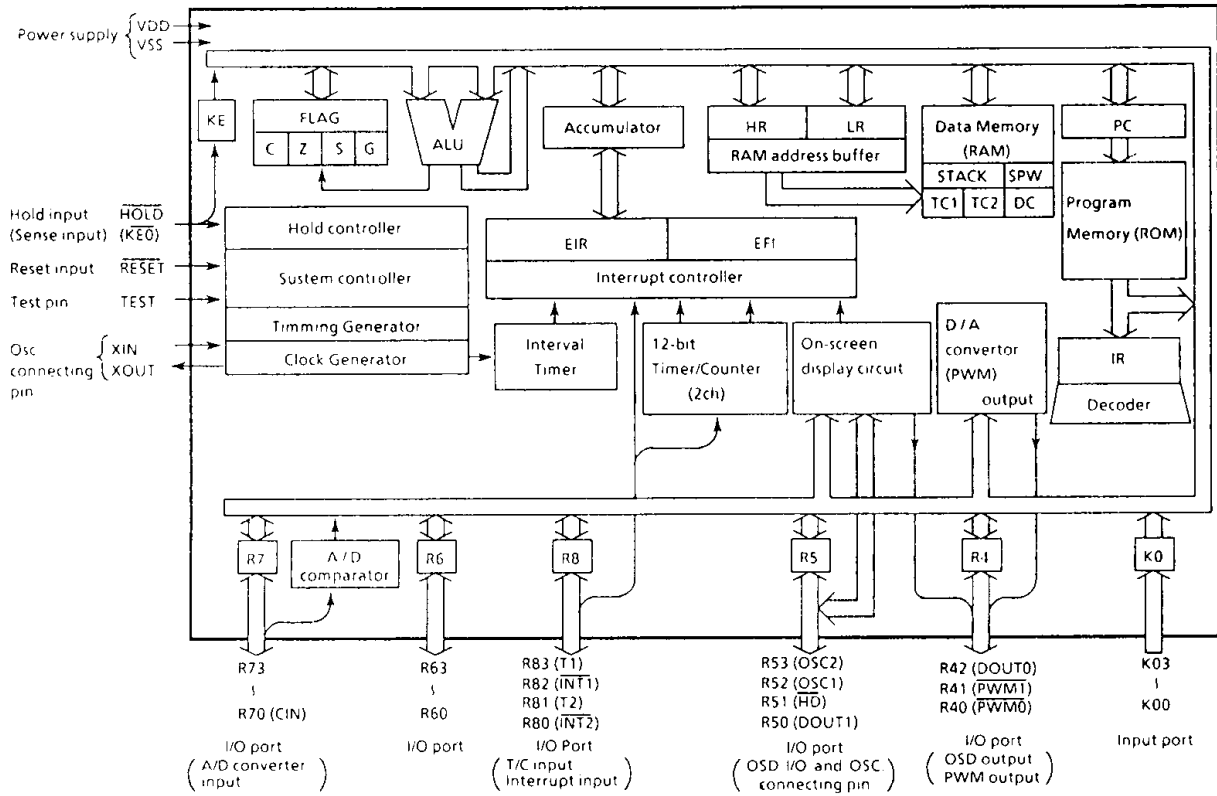 Power supply
VDD
VSS
KE
FLAG
C Z S G
ALU
Accumulator
HR LR
RAM address buffer
Data Memory
(RAM)
STACK SPW
TC1 TC2 DC
PC
Program
Memory (ROM)
Hold input HOLD
(Sense input) (KE0)
Reset input RESET
Test pin TEST
Osc
connecting
pin
XIN
XOUT
Hold controller
System controller
Timming Generator
Clock Generator
EIR EFI
Interrupt controller
Interval
Timer
12-bit
Timer/Counter
(2ch)
On-screen
display circuit
D/A
convertor
(PWM)
output
IR
Decoder
R7
A/D
comparator
R6
R8
R5
R4
K0
R73
~
R70 (CIN)
I/O port
(A/D converter
input)
R63
~
R60
I/O port
R83 (T1)
R82 (INT1)
R81 (T2)
R80 (INT2)
I/O Port
(T/C input
Interrupt input)
R53 (OSC2)
R52 (OSC1)
R51 (HD)
R50 (DOUT1)
I/O port
(OSD I/O and OSC.
connecting pin)
R42 (DOUT0)
R41 (PWM1)
R40 (PWM0)
I/O port
(OSD output
PWM output)
K03
~
K00
Input port